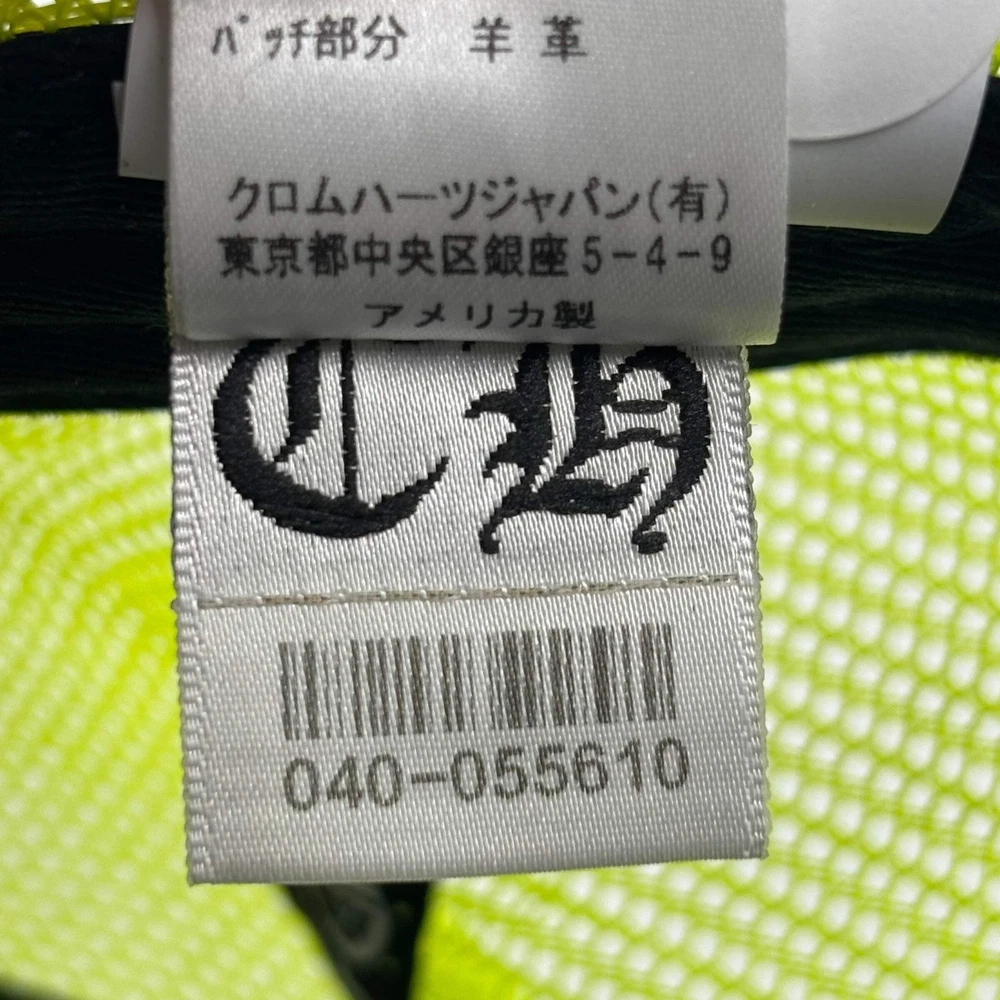 ﾊﾟｯﾁ部分 羊革
クロムハーツジャパン(有)
東京都中央区銀座5-4-9
アメリカ製
CH
040-055610